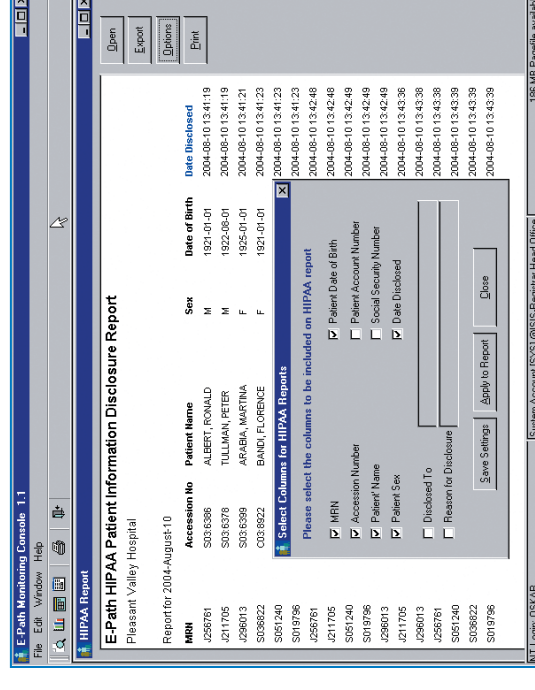 E-Path Monitoring Console 1.1
File Edit Window Help
HIPAA Report
E-Path HIPAA Patient Information Disclosure Report
Pleasant Valley Hospital
Report for 2004-August-10
MRN Accession No Patient Name Sex Date of Birth Date Disclosed
J256761 S03:6386 ALBERT, RONALD M 1921-01-01 2004-08-10 13:41:19
J211705 S03:6378 TULLMAN, PETER M 1922-08-01 2004-08-10 13:41:19
J296013 S03:6399 ARABIA, MARTINA F 1925-01-01 2004-08-10 13:41:21
S036822 C03:8922 BANDI, FLORENCE F 1921-01-01 2004-08-10 13:41:23
S051240 2004-08-10 13:41:23
S019796 2004-08-10 13:41:23
J256761 2004-08-10 13:42:48
J211705 2004-08-10 13:42:48
S051240 2004-08-10 13:42:49
S019796 2004-08-10 13:42:49
J296013 2004-08-10 13:42:49
J211705 2004-08-10 13:43:36
J296013 2004-08-10 13:43:38
J256761 2004-08-10 13:43:38
S051240 2004-08-10 13:43:39
S036822 2004-08-10 13:43:39
S019796 2004-08-10 13:43:39
Open
Export
Options
Print
Select Columns for HIPAA Reports
Please select the columns to be included on HIPAA report
MRN Patient Date of Birth
Accession Number Patient Account Number
Patient' Name Social Security Number
Patient Sex Date Disclosed
Disclosed To
Reason for Disclosure
Save Settings Apply to Report Close
NT Login: OSKAR System Account [SYS1@ISIS-Registrar Head Office 196 MB Pagefile availabl